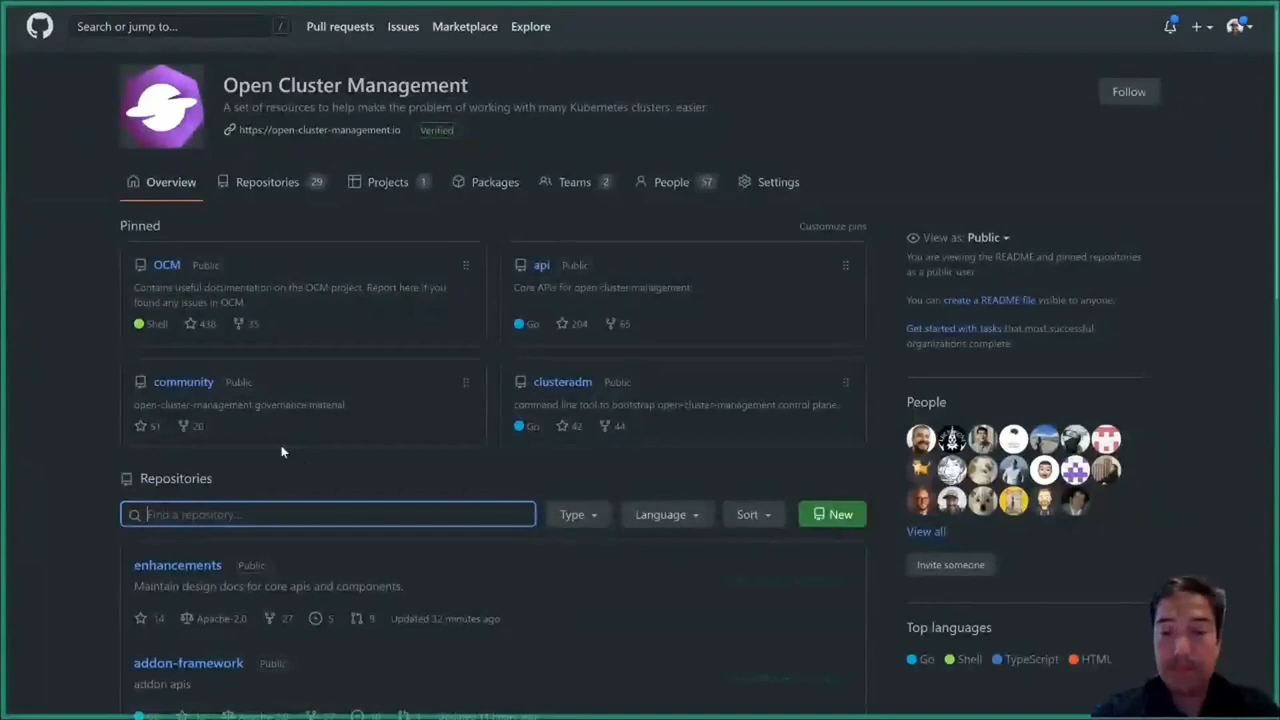 Search or jump to... / Pull requests Issues Marketplace Explore
Open Cluster Management
A set of resources to help make the problem of working with many Kubernetes clusters, easier.
https://open-cluster-management.io Verified
Follow
Overview Repositories 29 Projects 1 Packages Teams 2 People 57 Settings
Pinned
Customize pins
OCM Public
Contains useful documentation on the OCM project. Report here if you
found any issues in OCM.
Shell 438 35
api Public
Core APIs for open cluster management
Go 204 65
community Public
open-cluster-management governance material
51 20
clusteradm Public
command line tool to bootstrap open-cluster-management control plane.
Go 42 44
Repositories
Find a repository...
Type Language Sort New
enhancements Public
Maintain design docs for core apis and components.
14 Apache-2.0 27 5 9 Updated 32 minutes ago
addon-framework Public
addon apis
View as: Public
You are viewing the README and pinned repositories
as a public user.
You can create a README file visible to anyone.
Get started with tasks that most successful
organizations complete.
People
View all
Invite someone
Top languages
Go Shell TypeScript HTML